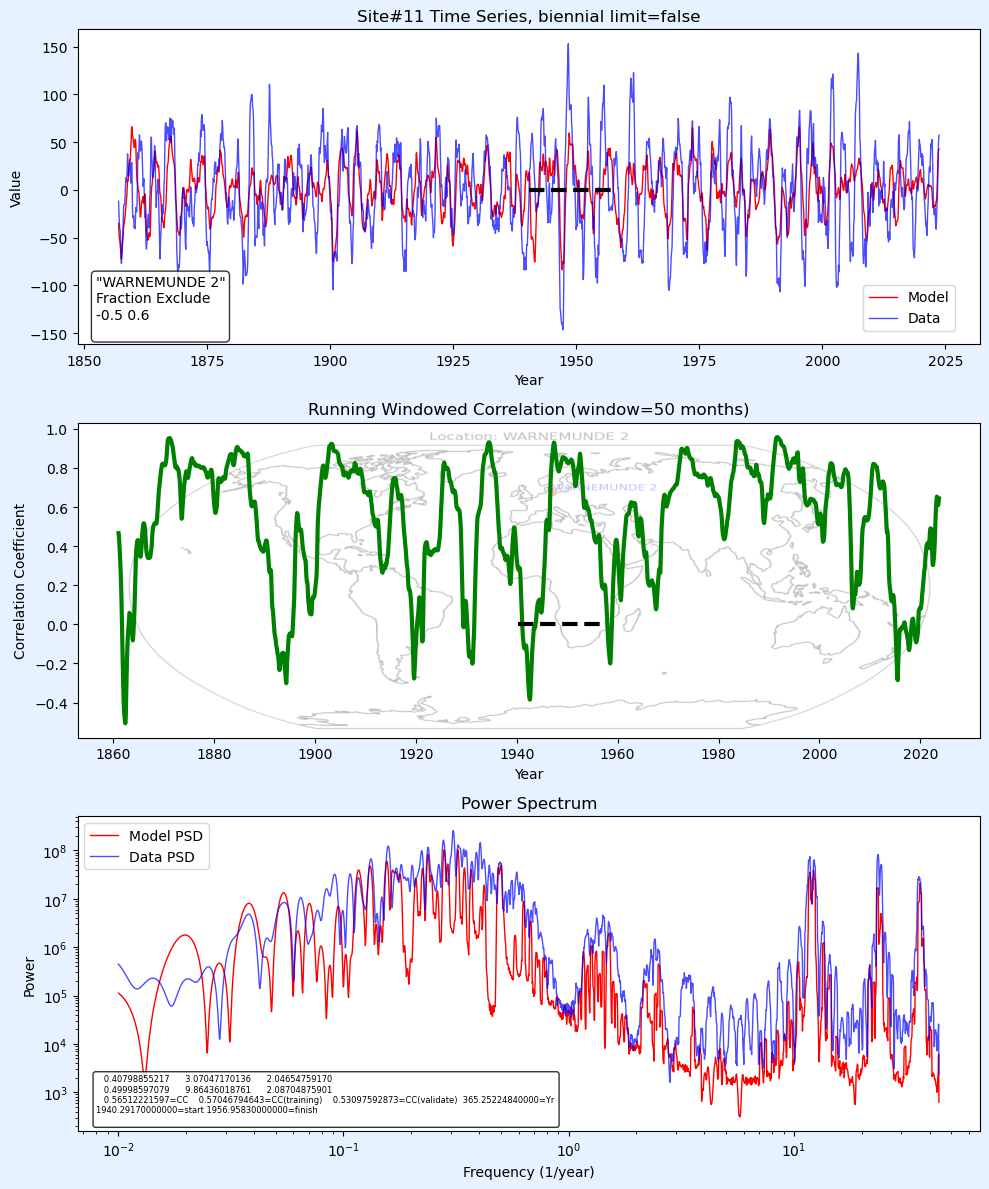 Site#11 Time Series, biennial limit=false
150
100
50
0
−50
−100
−150
Value
"WARNEMUNDE 2"
Fraction Exclude
-0.5 0.6
Model
Data
1850
1875
1900
1925
1950
1975
2000
2025
Year
Running Windowed Correlation (window=50 months)
Location: WARNEMUNDE 2
WARNEMUNDE 2
1.0
0.8
0.6
0.4
0.2
0.0
−0.2
−0.4
Correlation Coefficient
1860
1880
1900
1920
1940
1960
1980
2000
2020
Year
Power Spectrum
Model PSD
Data PSD
10^8
10^7
10^6
10^5
10^4
10^3
Power
0.40798855217 3.07047170136 2.04654759170
0.49998597079 9.864360018761 2.08704875901
0.56512221597=CC 0.57046794643=CC(training) 0.53097592873=CC(validate) 365.25224840000=Yr
1940.29170000000=start 1956.95830000000=finish
10^−2
10^−1
10^0
10^1
Frequency (1/year)